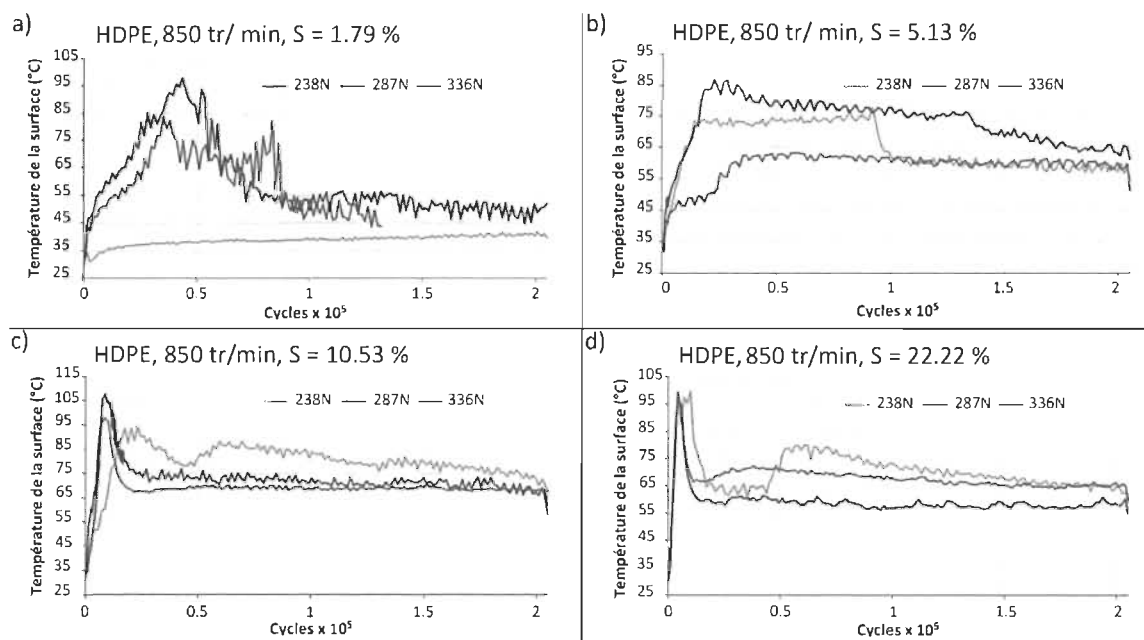 a)
HDPE, 850 tr/ min, S = 1.79 %
Température de la surface (°C)
105
95
85
75
65
55
45
35
25
238N 287N 336N
0 0.5 1 1.5 2
Cycles x 10⁵
b)
HDPE, 850 tr/ min, S = 5.13 %
Température de la surface (°C)
95
85
75
65
55
45
35
25
238N 287N 336N
0 0.5 1 1.5 2
Cycles x 10⁵
c)
HDPE, 850 tr/min, S = 10.53 %
Température de la surface (°C)
115
105
95
85
75
65
55
45
35
25
238N 287N 336N
0 0.5 1 1.5 2
Cycles x 10⁵
d)
HDPE, 850 tr/min, S = 22.22 %
Température de la surface (°C)
105
95
85
75
65
55
45
35
25
238N 287N 336N
0 0.5 1 1.5 2
Cycles x 10⁵